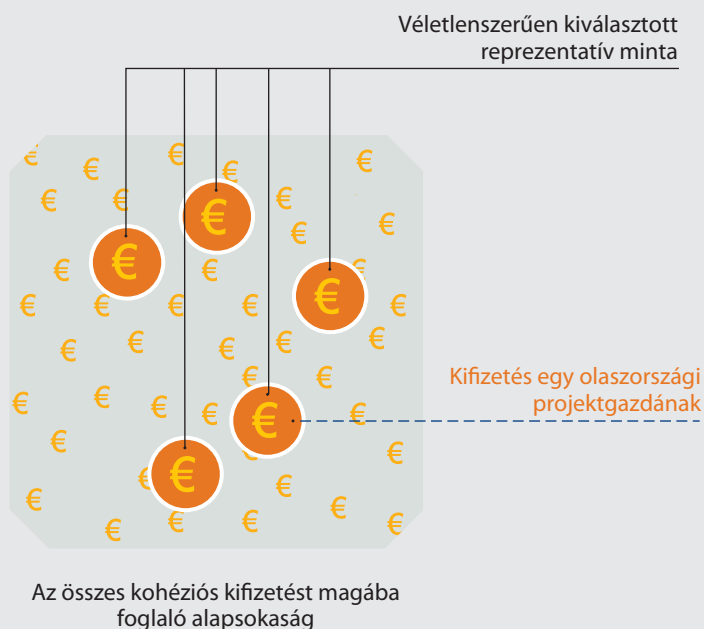 Véletlenszerűen kiválasztott
reprezentatív minta
Kifizetés egy olaszországi
projektgazdának
Az összes kohéziós kifizetést magába
foglaló alapsokaság